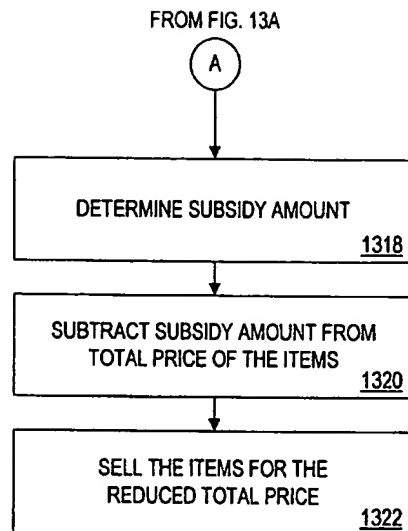 FROM FIG. 13A
A
DETERMINE SUBSIDY AMOUNT
1318
SUBTRACT SUBSIDY AMOUNT FROM
TOTAL PRICE OF THE ITEMS
1320
SELL THE ITEMS FOR THE
REDUCED TOTAL PRICE
1322